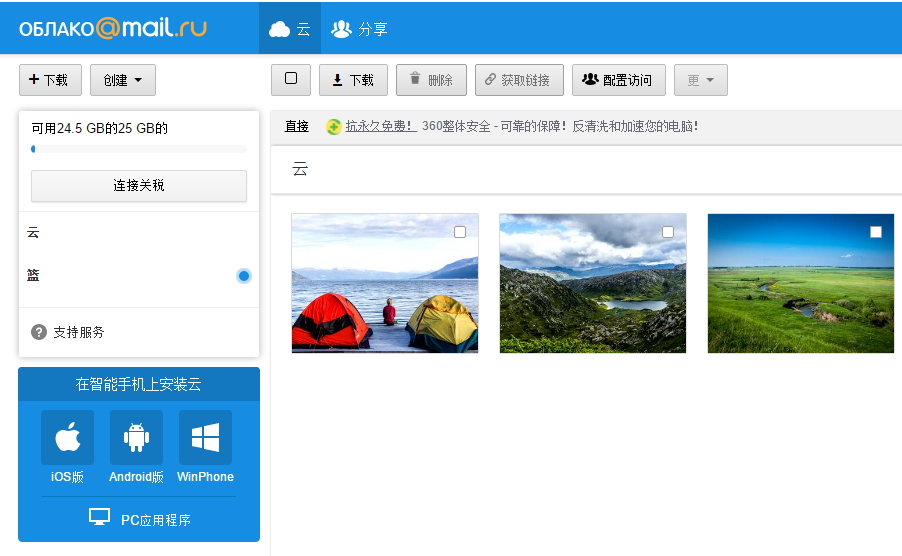 ОБЛАКО@mail.ru
云
分享
下载
创建
下载
删除
获取链接
配置访问
更
可用24.5 GB的25 GB的
连接关税
云
篮
支持服务
在智能手机上安装云
iOS版
Android版
WinPhone
PC应用程序
直接
抗永久免费！ 360整体安全 - 可靠的保障！反清洗和加速您的电脑！
云